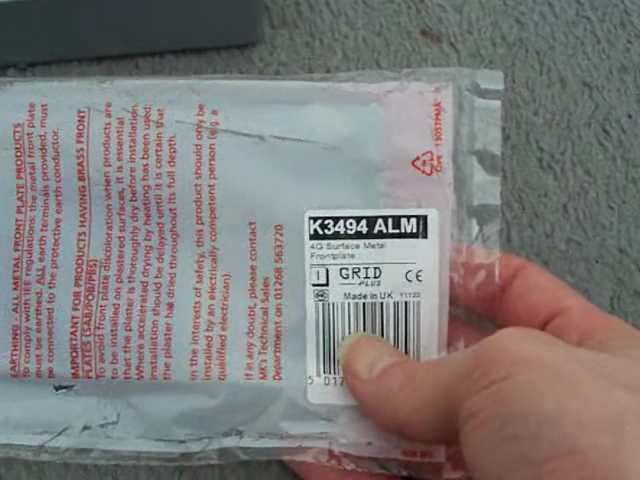 EARTHING - ALL METAL FRONT PLATE PRODUCTS
To comply with IEE regulations, the metal front plate
must be earthed. ALL earth terminals provided, must
be connected to the protective earth conductor.
IMPORTANT FOR PRODUCTS HAVING BRASS FRONT
PLATES (SAB/POB/PBS)
To avoid front plate discoloration when products are
to be installed on plastered surfaces, it is essential
that the plaster is thoroughly dry before installation.
Where accelerated drying by heating has been used;
installation should be delayed until it is certain that
the plaster has dried throughout its full depth.
In the interests of safety, this product should only be
installed by an electrically competent person (e.g. a
qualified electrician).
If in any doubt, please contact
MK's Technical Sales
Department on 01268 563720
K3494 ALM
4G Surface Metal
Frontplate
GRID
PLUS
CE
Made in UK
5 017